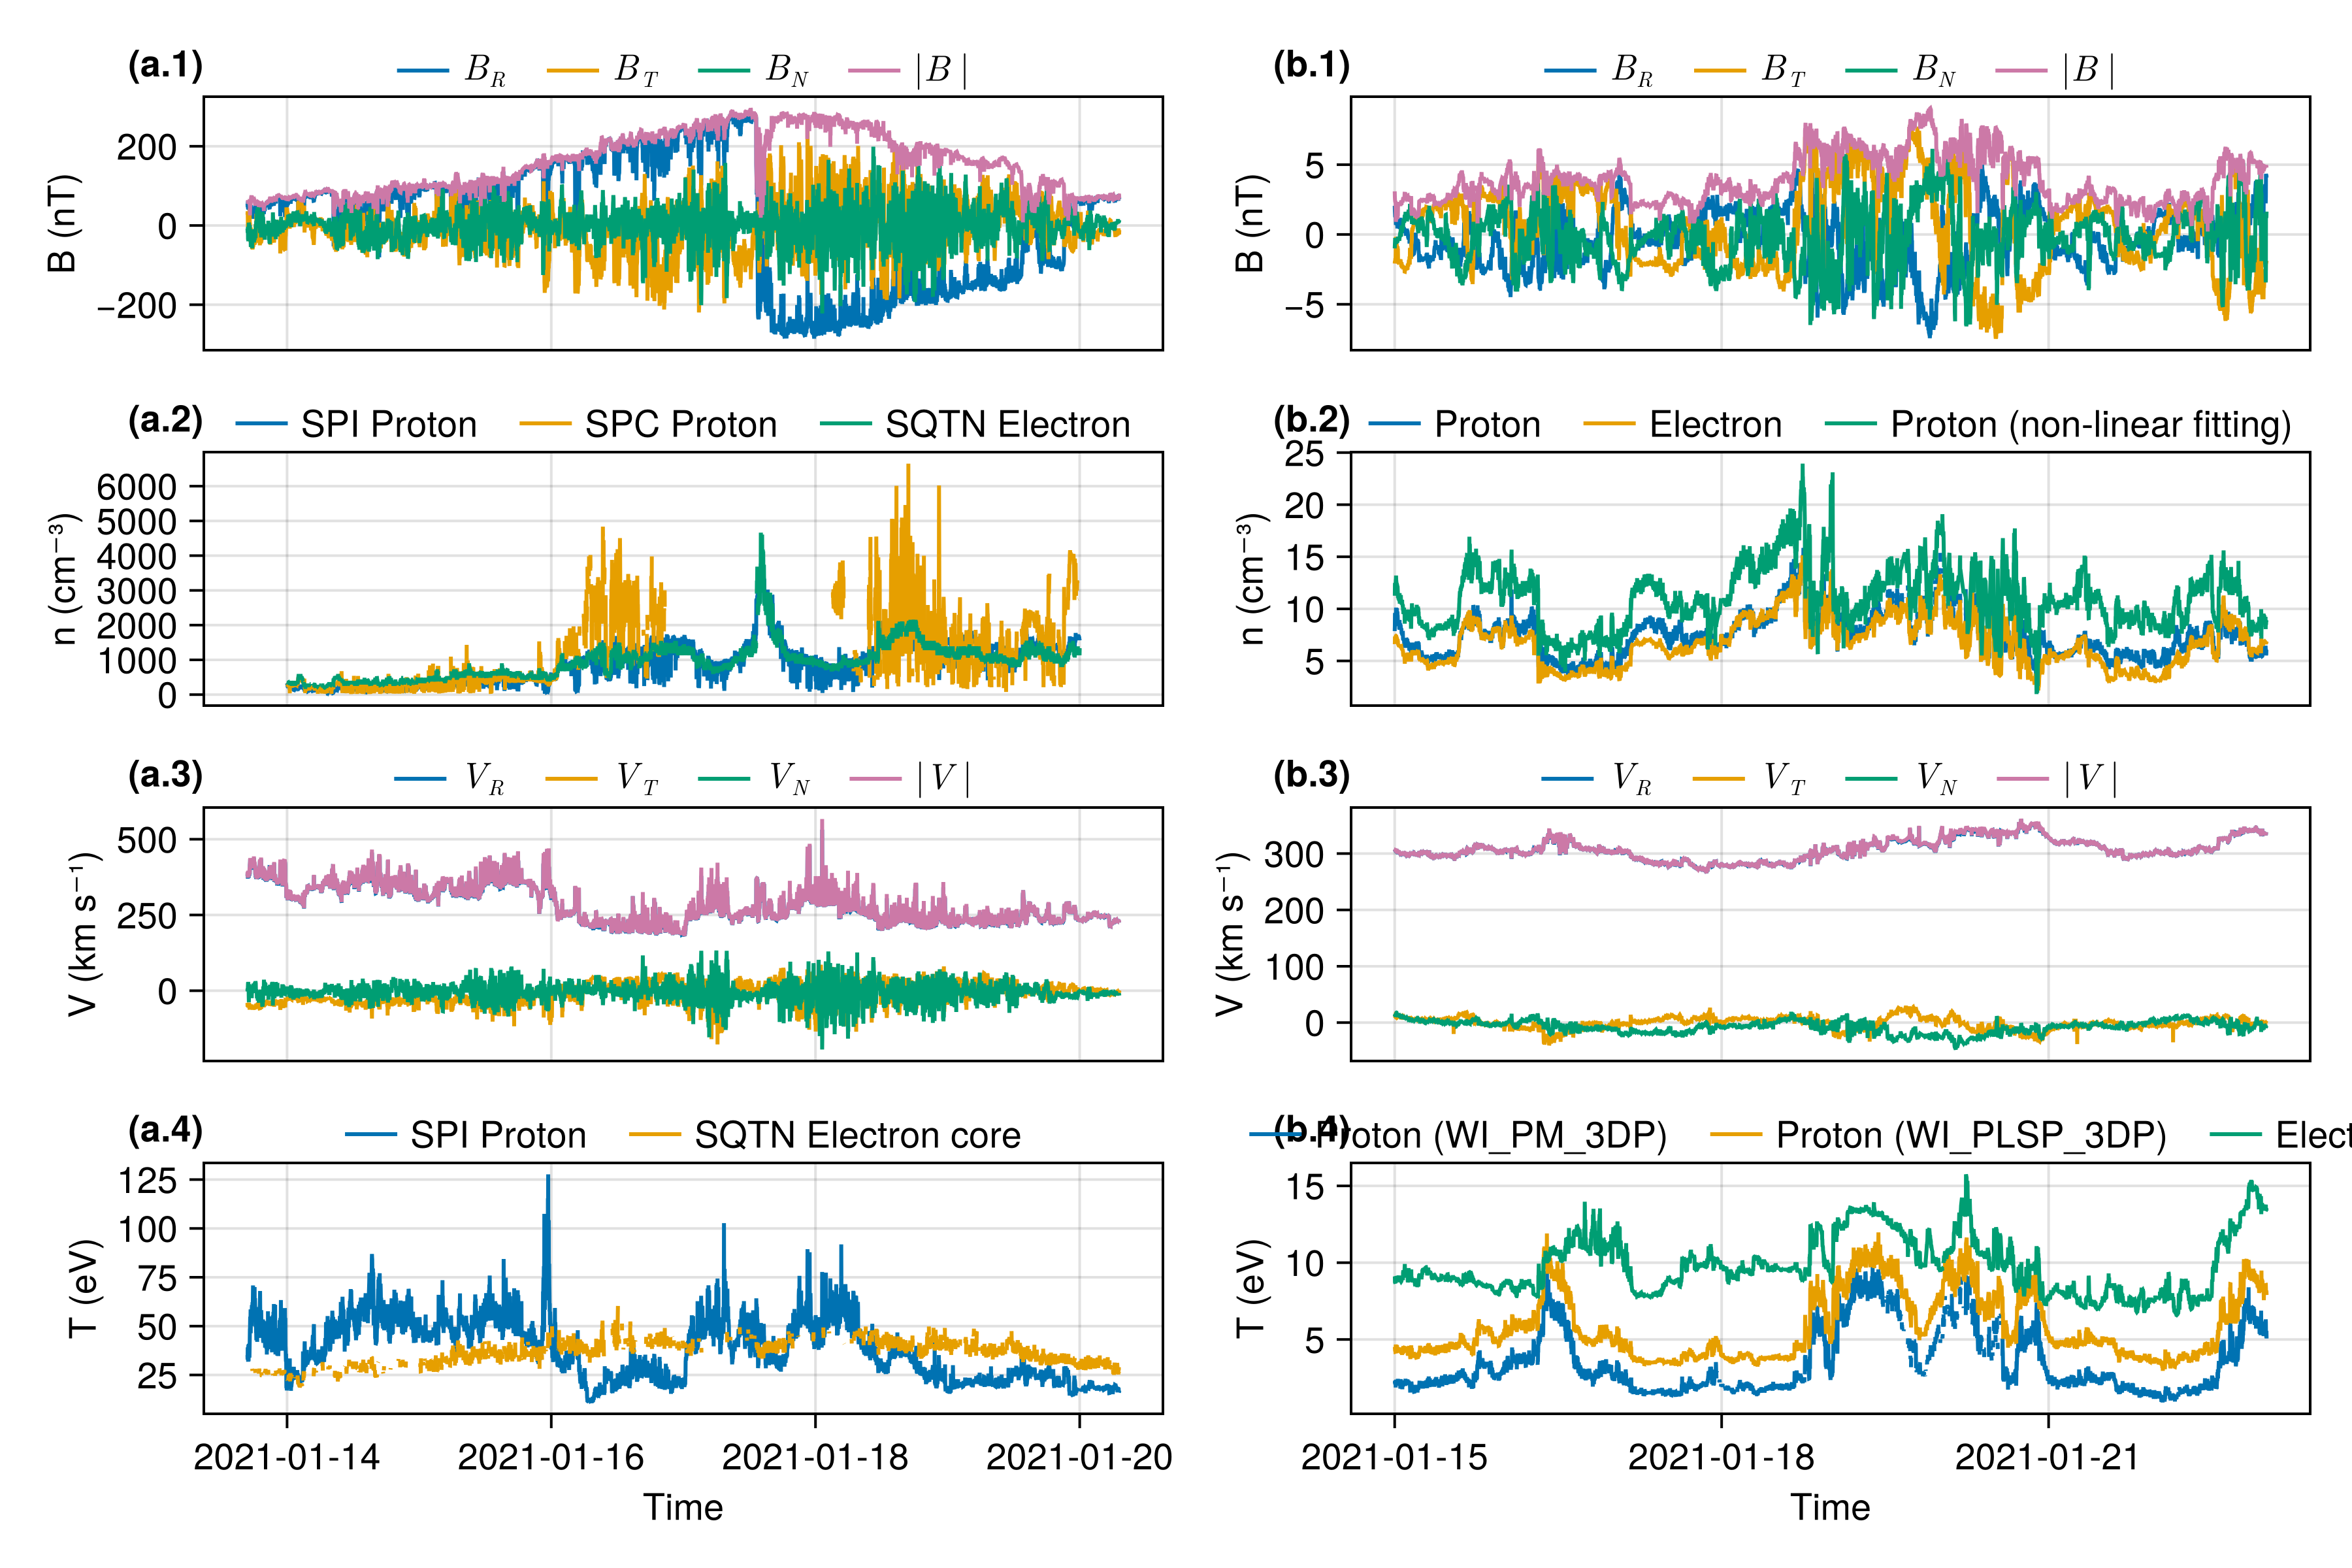 (a.1) B_R B_T B_N |B|
200
0
−200
B (nT)
(b.1) B_R B_T B_N |B|
5
0
−5
B (nT)
(a.2) SPI Proton SPC Proton SQTN Electron
6000
5000
4000
3000
2000
1000
0
n (cm⁻³)
(b.2) Proton Electron Proton (non-linear fitting)
25
20
15
10
5
n (cm⁻³)
(a.3) V_R V_T V_N |V|
500
250
0
V (km s⁻¹)
(b.3) V_R V_T V_N |V|
300
200
100
0
V (km s⁻¹)
(a.4) SPI Proton SQTN Electron core
125
100
75
50
25
T (eV)
2021-01-14 2021-01-16 2021-01-18 2021-01-20
Time
(b.4) Proton (WI_PM_3DP) Proton (WI_PLSP_3DP) Elect
15
10
5
T (eV)
2021-01-15 2021-01-18 2021-01-21
Time